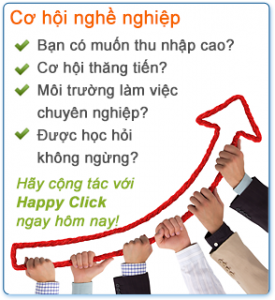 Cơ hội nghề nghiệp
Bạn có muốn thu nhập cao?
Cơ hội thăng tiến?
Môi trường làm việc
chuyên nghiệp?
Được học hỏi
không ngừng?
Hãy cộng tác với
Happy Click
ngay hôm nay!